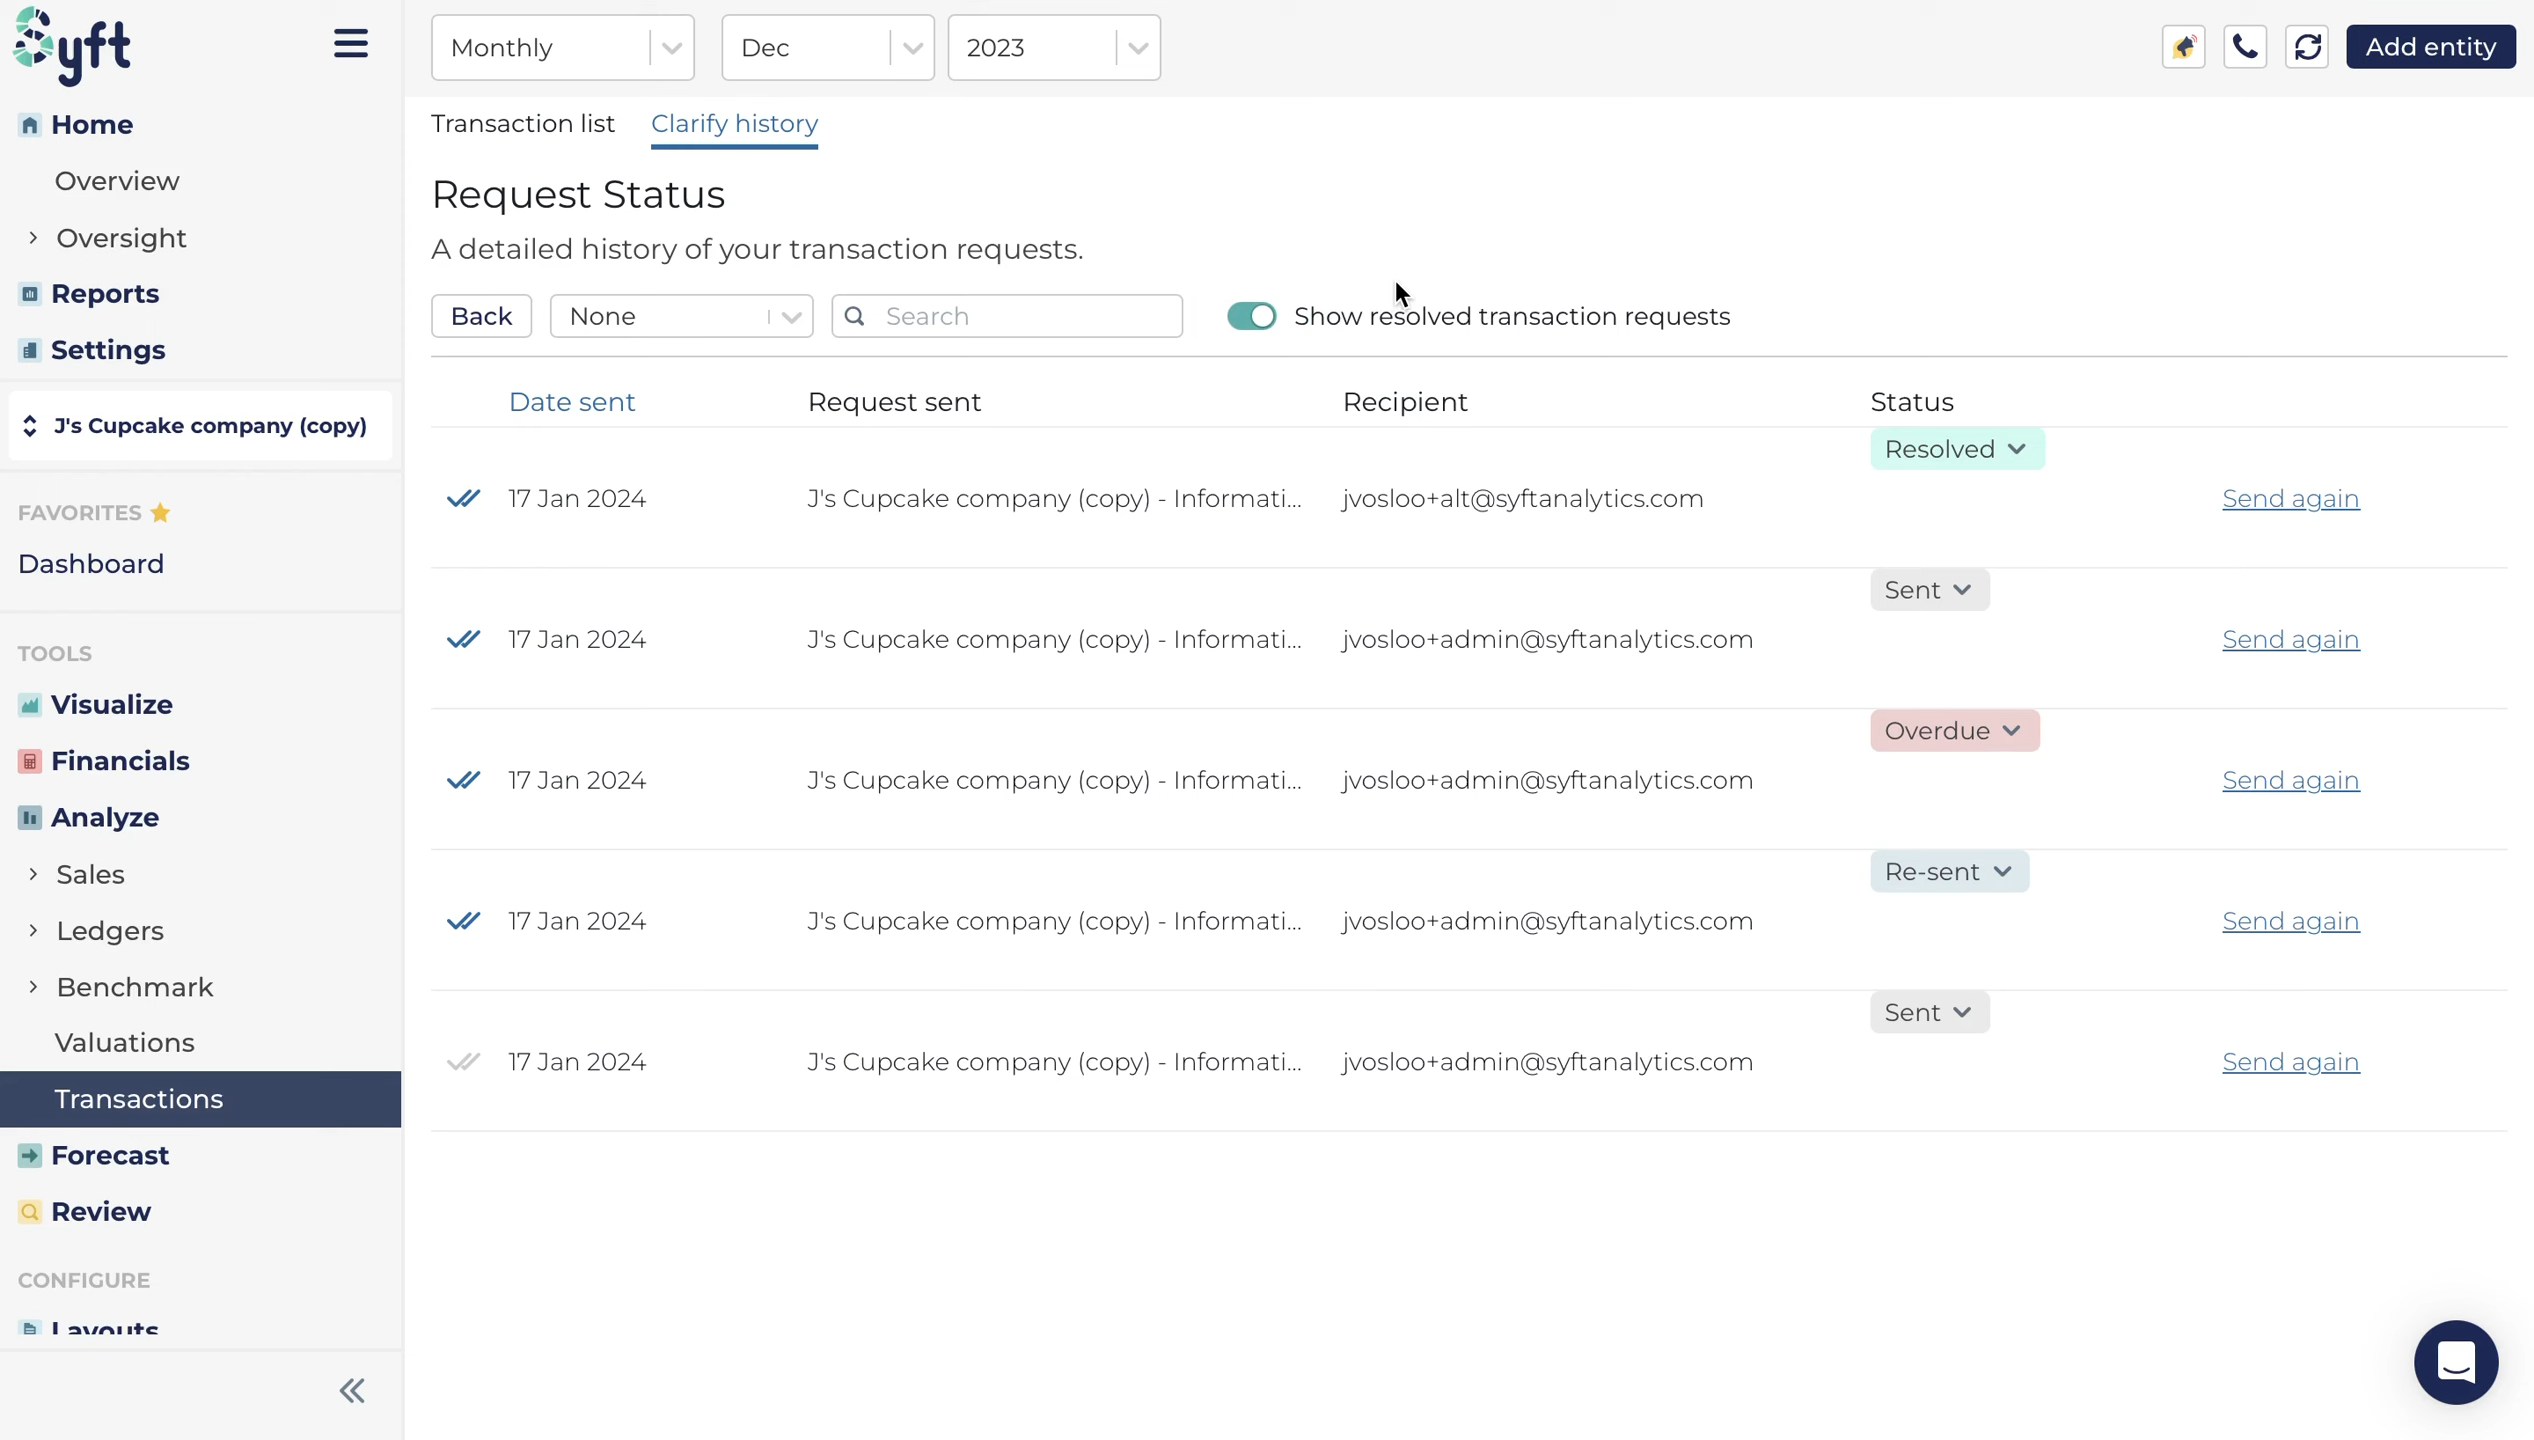 Syft
Monthly
Dec
2023
Add entity
Home
Overview
Oversight
Reports
Settings
J's Cupcake company (copy)
FAVORITES
Dashboard
TOOLS
Visualize
Financials
Analyze
Sales
Ledgers
Benchmark
Valuations
Transactions
Forecast
Review
CONFIGURE
Layouts
Transaction list
Clarify history
Request Status
A detailed history of your transaction requests.
Back
None
Search
Show resolved transaction requests
Date sent Request sent Recipient Status
Resolved
17 Jan 2024 J's Cupcake company (copy) - Informati... jvosloo+alt@syftanalytics.com Send again
Sent
17 Jan 2024 J's Cupcake company (copy) - Informati... jvosloo+admin@syftanalytics.com Send again
Overdue
17 Jan 2024 J's Cupcake company (copy) - Informati... jvosloo+admin@syftanalytics.com Send again
Re-sent
17 Jan 2024 J's Cupcake company (copy) - Informati... jvosloo+admin@syftanalytics.com Send again
Sent
17 Jan 2024 J's Cupcake company (copy) - Informati... jvosloo+admin@syftanalytics.com Send again